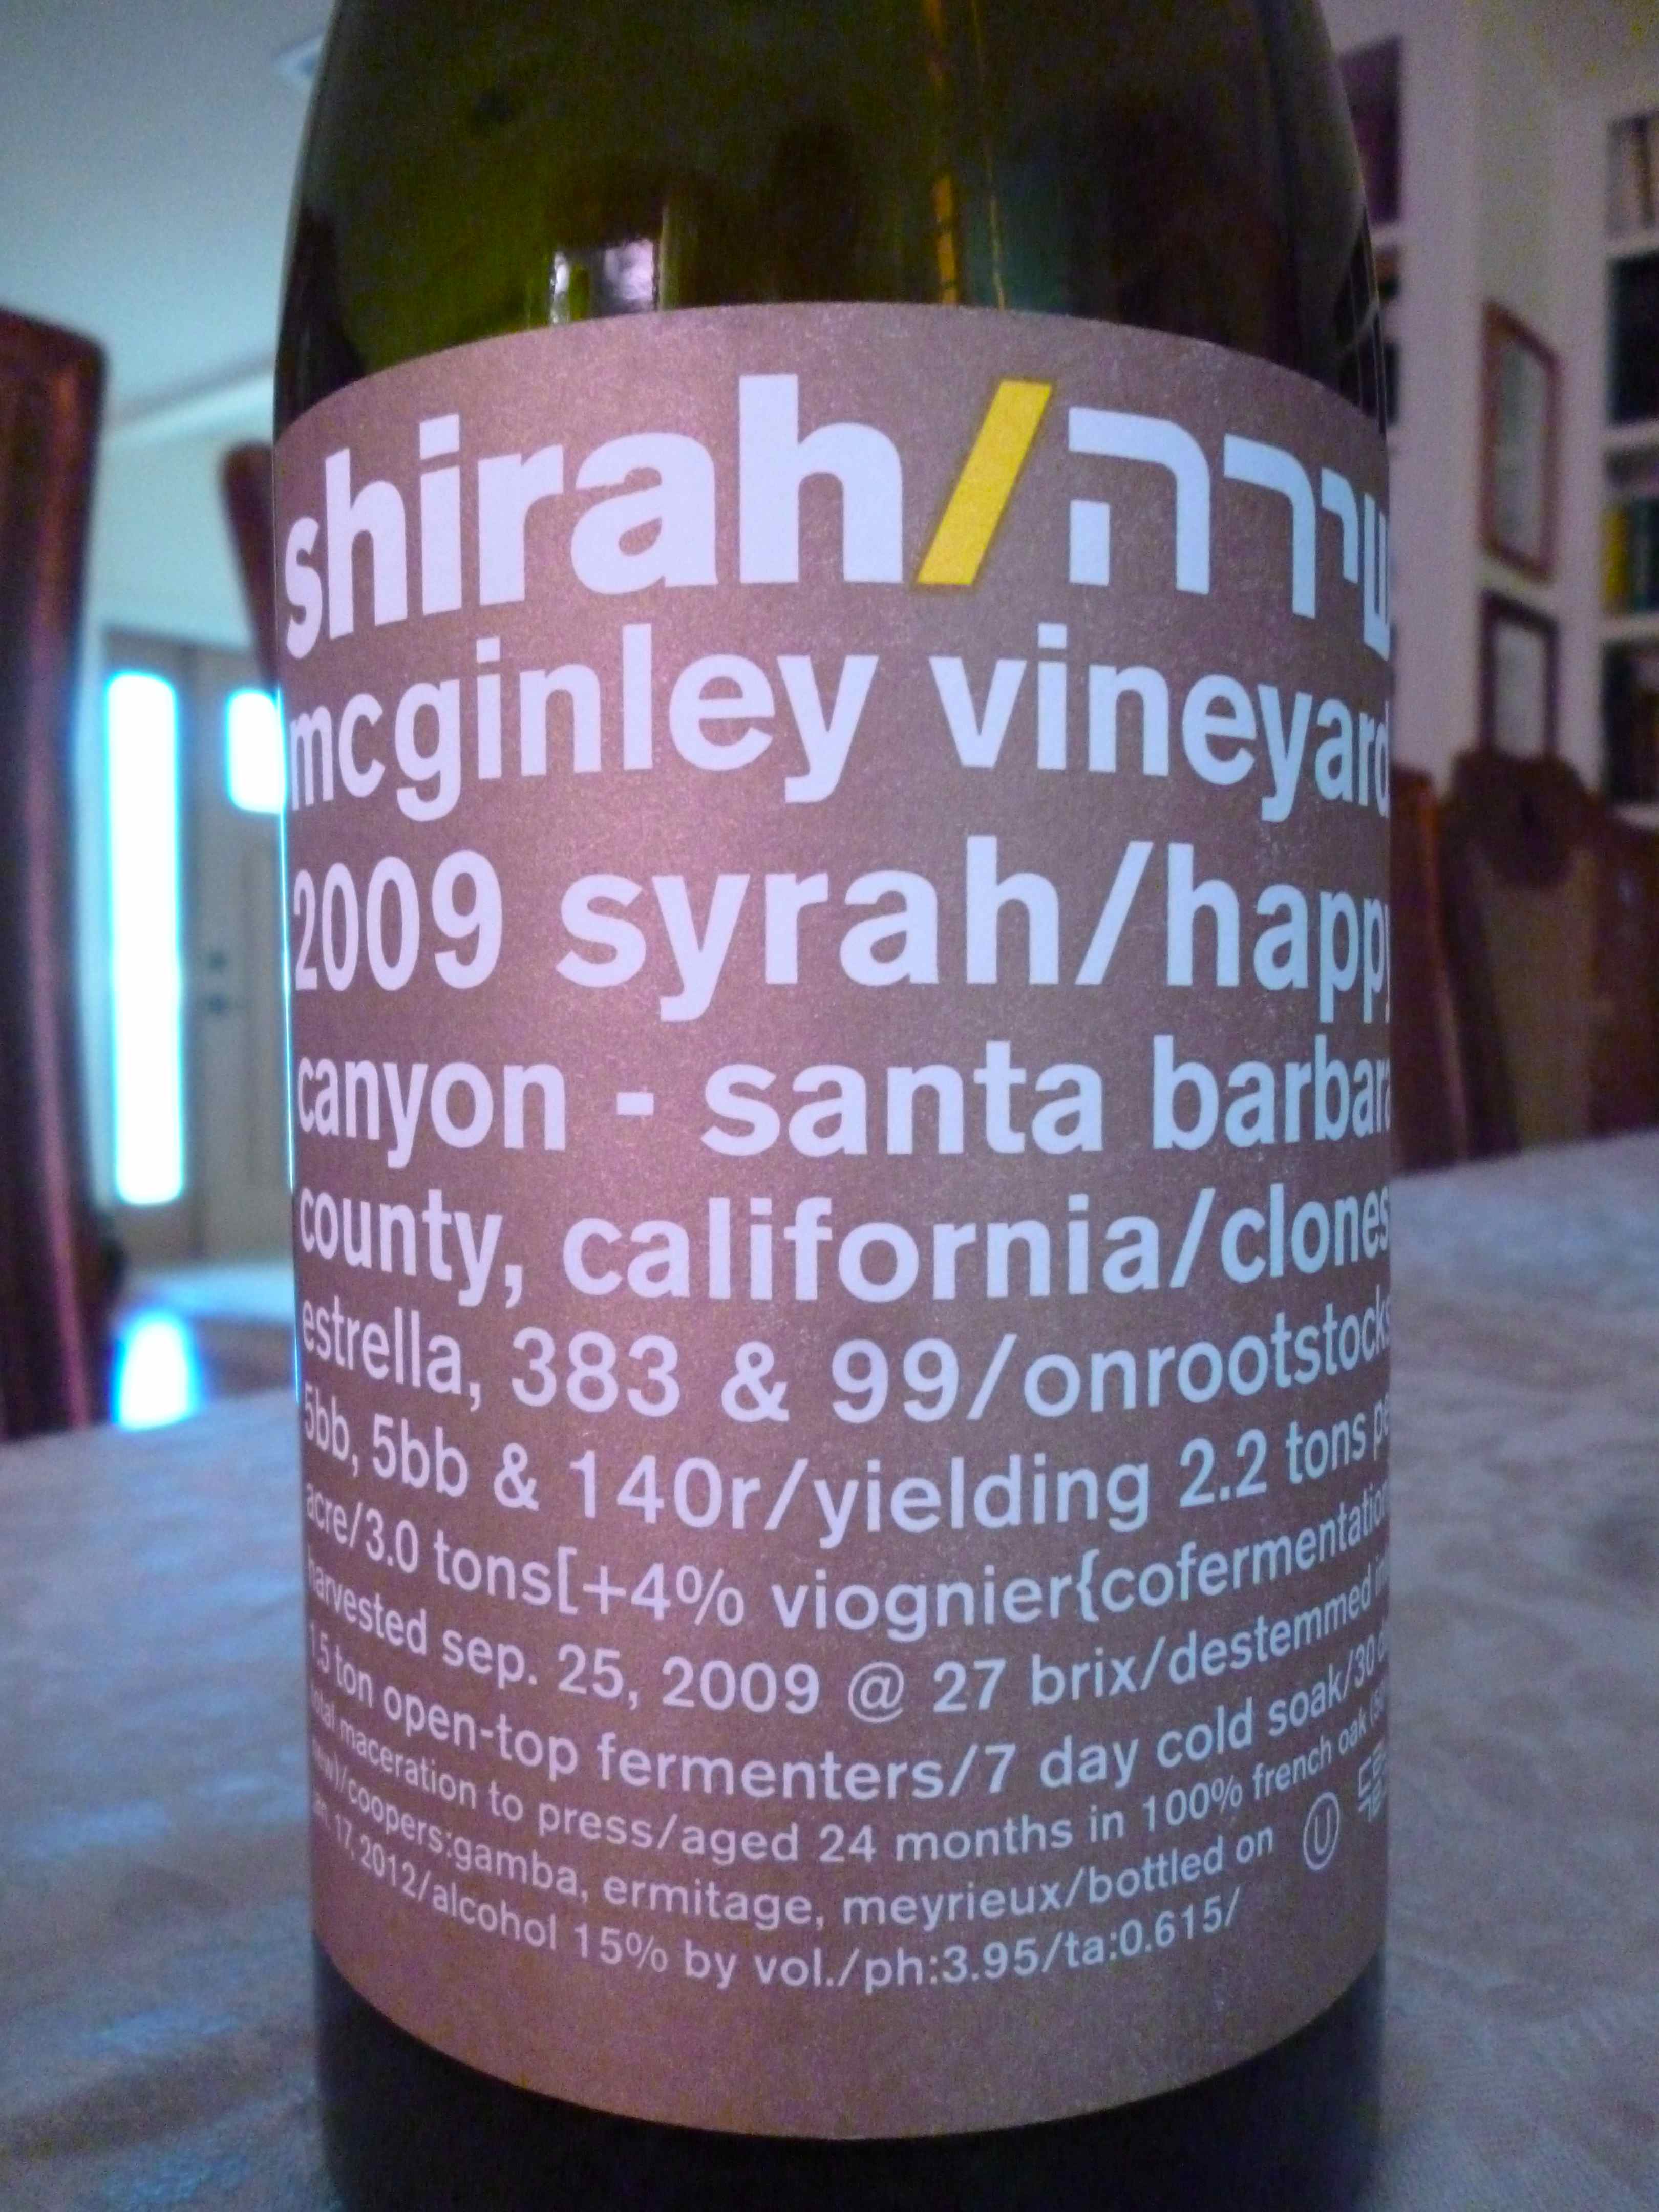 shirah/שירה
mcginley vineyard
2009 syrah/happy
canyon - santa barbara
county, california/clones
estrella, 383 & 99/onrootstocks
5bb, 5bb & 140r/yielding 2.2 tons
acre/3.0 tons[+4% viognier{cofermentation
harvested sep. 25, 2009 @ 27 brix/destemmed
1.5 ton open-top fermenters/7 day cold soak/30
maceration to press/aged 24 months in 100% french oak
coopers:gamba, ermitage, meyrieux/bottled on
17, 2012/alcohol 15% by vol./ph:3.95/ta:0.615/
U